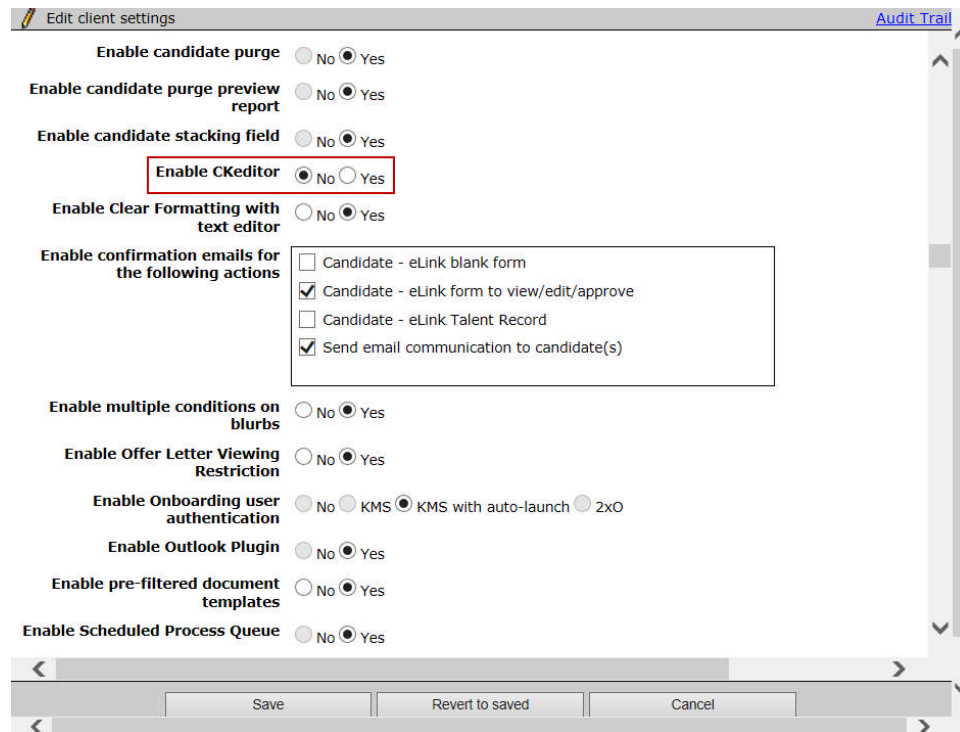 Edit client settings Audit Trail
Enable candidate purge No Yes
Enable candidate purge preview
report No Yes
Enable candidate stacking field No Yes
Enable CKeditor No Yes
Enable Clear Formatting with
text editor No Yes
Enable confirmation emails for
the following actions
Candidate - eLink blank form
Candidate - eLink form to view/edit/approve
Candidate - eLink Talent Record
Send email communication to candidate(s)
Enable multiple conditions on
blurbs No Yes
Enable Offer Letter Viewing
Restriction No Yes
Enable Onboarding user
authentication No KMS KMS with auto-launch 2xO
Enable Outlook Plugin No Yes
Enable pre-filtered document
templates No Yes
Enable Scheduled Process Queue No Yes
Save Revert to saved Cancel